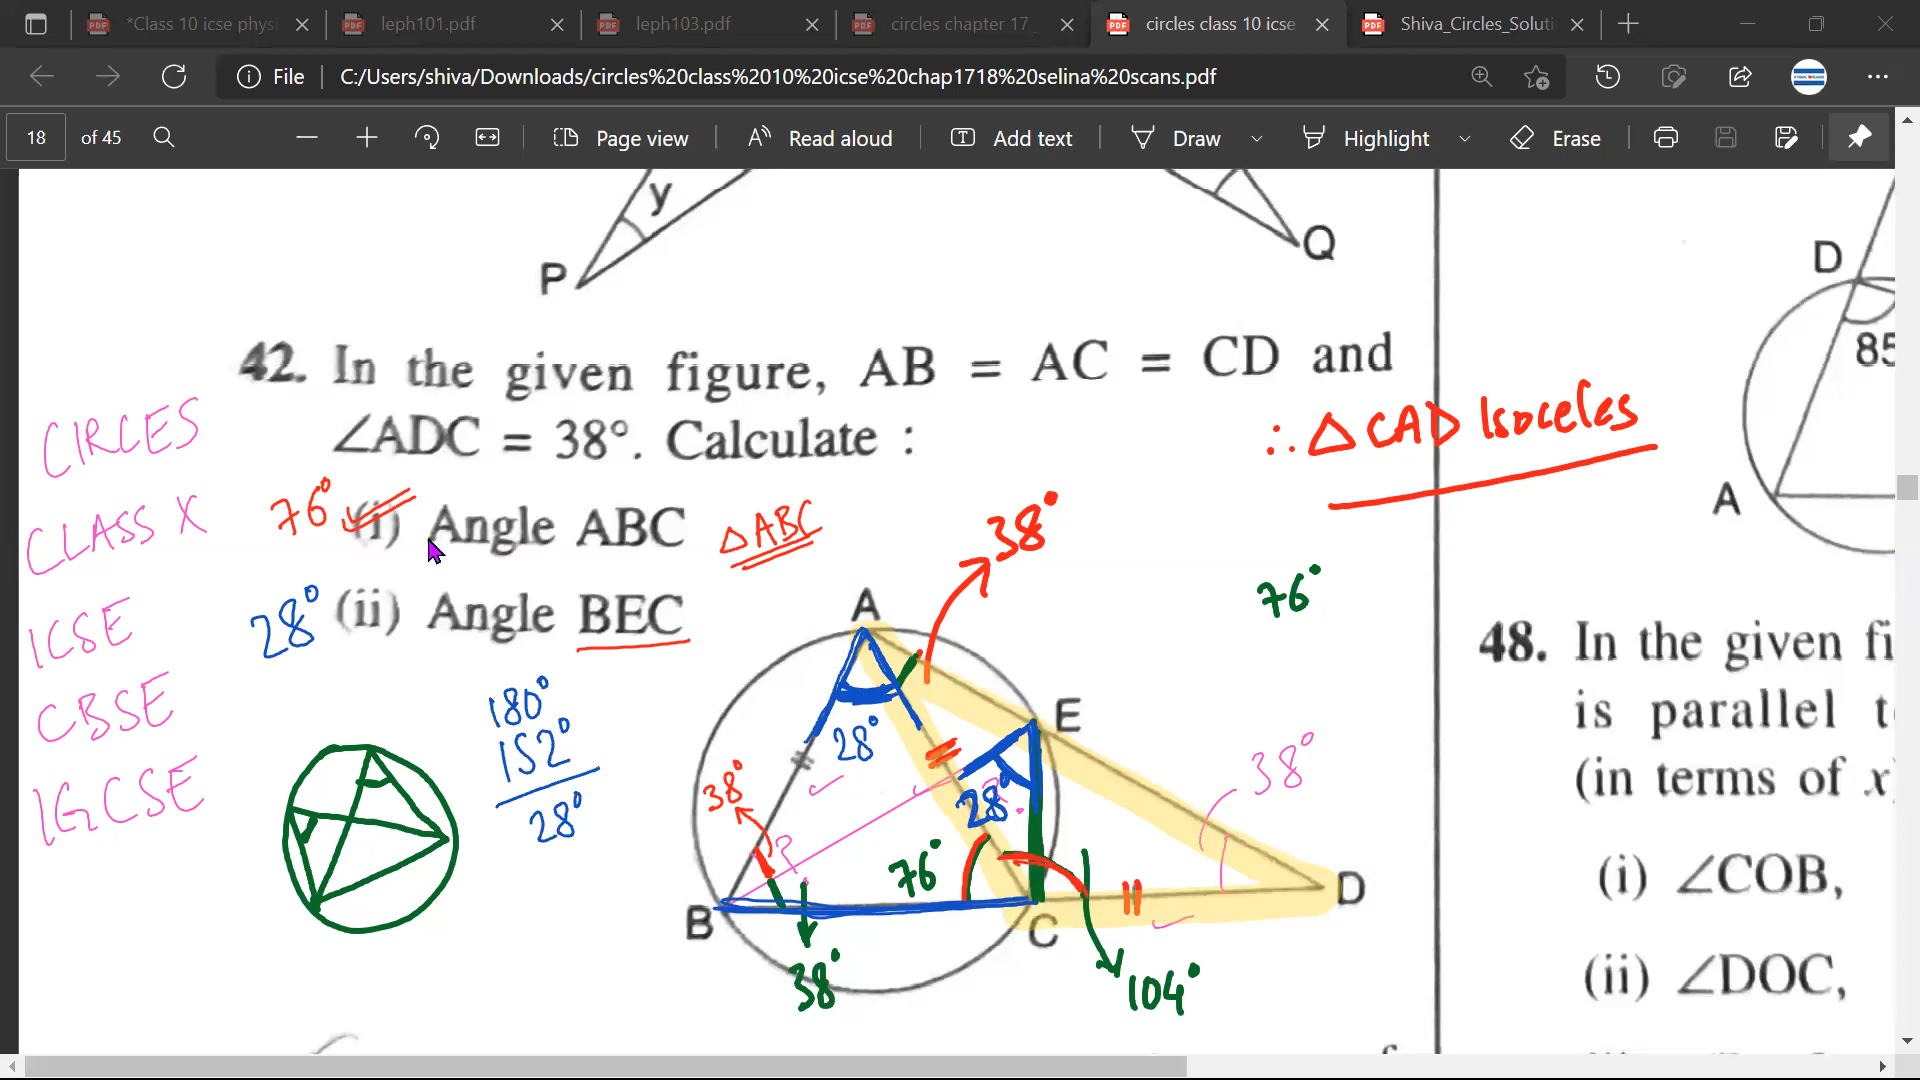 *Class 10 icse physi
leph101.pdf
leph103.pdf
circles chapter 17
circles class 10 icse
Shiva_Circles_Soluti
File
C:/Users/shiva/Downloads/circles%20class%2010%20icse%20chap1718%20selina%20scans.pdf
18 of 45
Page view
Read aloud
Add text
Draw
Highlight
Erase
y
P
Q
42. In the given figure, AB = AC = CD and
∠ADC = 38°. Calculate :
(i) Angle ABC
(ii) Angle BEC
∴ △ CAD Isoceles
76°
△ABC
28°
CIRCES
CLASS X
ICSE
CBSE
IGCSE
180°
152°
28°
38°
76°
A
E
28°
38°
38°
?
28°
76°
B
C
D
38°
104°
D
85
A
48. In the given fi
is parallel t
(in terms of x
(i) ∠COB,
(ii) ∠DOC,